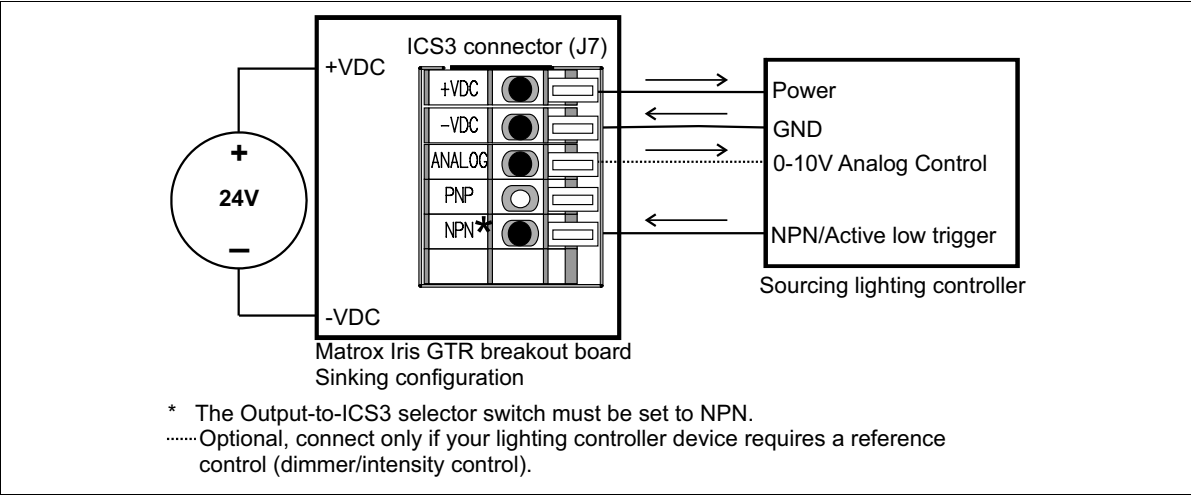 ICS3 connector (J7)
+VDC
+VDC
-VDC
ANALOG
PNP
NPN*
Power
GND
0-10V Analog Control
NPN/Active low trigger
Sourcing lighting controller
+
24V
–
-VDC
Matrox Iris GTR breakout board
Sinking configuration
* The Output-to-ICS3 selector switch must be set to NPN.
Optional, connect only if your lighting controller device requires a reference
control (dimmer/intensity control).